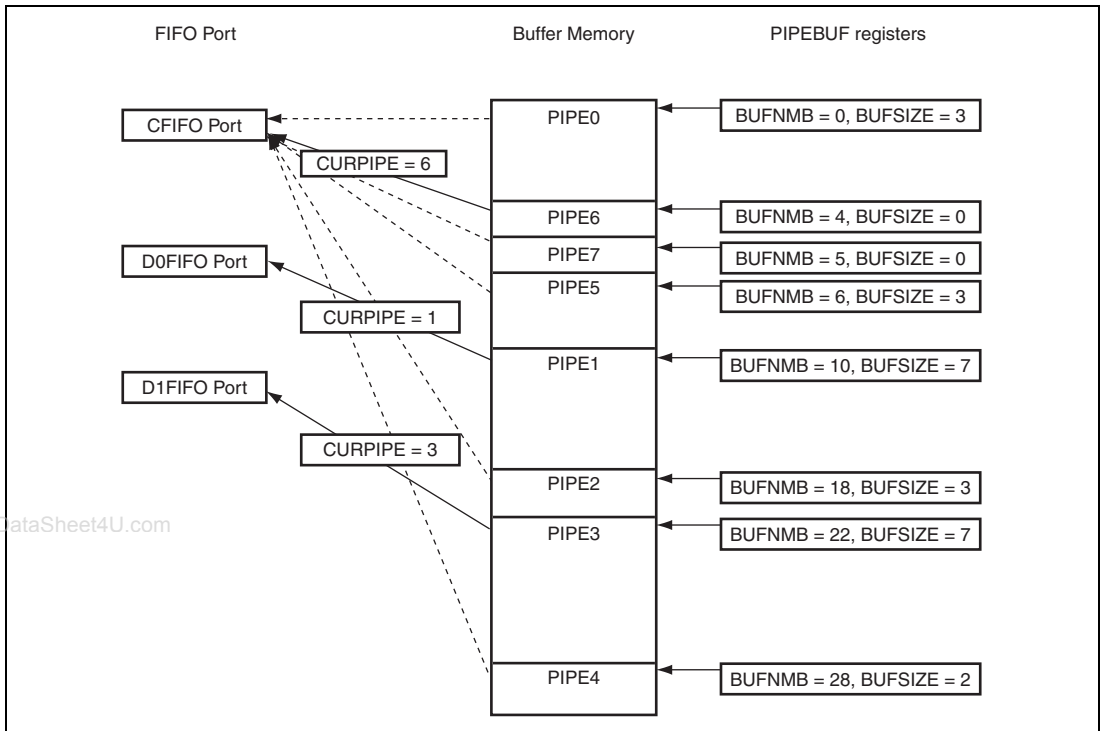 FIFO Port
Buffer Memory
PIPEBUF registers
CFIFO Port
PIPE0
BUFNMB = 0, BUFSIZE = 3
CURPIPE = 6
PIPE6
BUFNMB = 4, BUFSIZE = 0
D0FIFO Port
PIPE7
BUFNMB = 5, BUFSIZE = 0
PIPE5
BUFNMB = 6, BUFSIZE = 3
CURPIPE = 1
PIPE1
BUFNMB = 10, BUFSIZE = 7
D1FIFO Port
CURPIPE = 3
PIPE2
BUFNMB = 18, BUFSIZE = 3
DataSheet4U.com
PIPE3
BUFNMB = 22, BUFSIZE = 7
PIPE4
BUFNMB = 28, BUFSIZE = 2